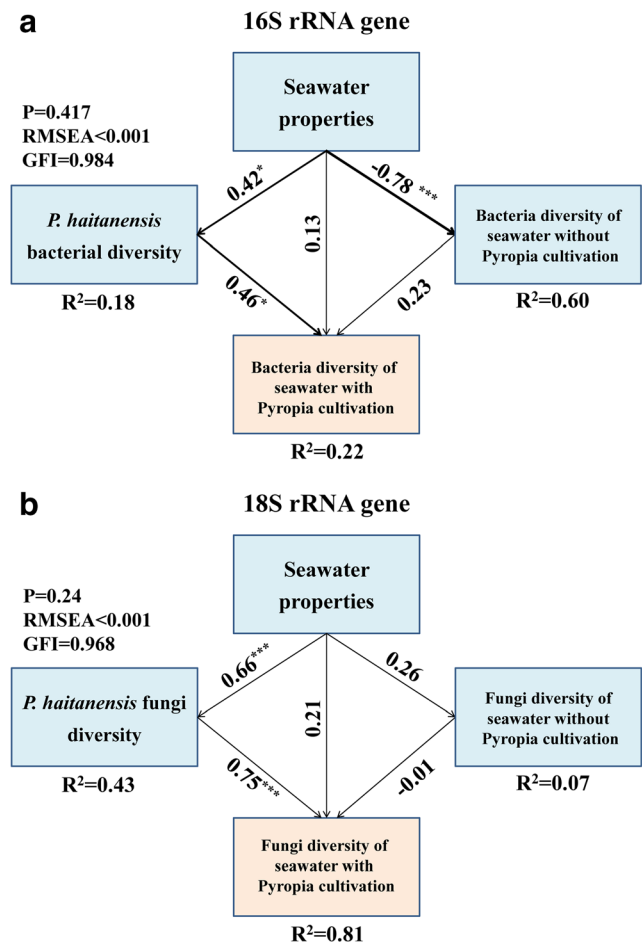 a
16S rRNA gene
Seawater
properties
P=0.417
RMSEA<0.001
GFI=0.984
0.42*
-0.78 ***
0.13
P. haitanensis
bacterial diversity
R²=0.18
Bacteria diversity of
seawater without
Pyropia cultivation
R²=0.60
0.46*
0.23
Bacteria diversity of
seawater with
Pyropia cultivation
R²=0.22
b
18S rRNA gene
Seawater
properties
P=0.24
RMSEA<0.001
GFI=0.968
0.66***
0.26
0.21
P. haitanensis fungi
diversity
R²=0.43
Fungi diversity of
seawater without
Pyropia cultivation
R²=0.07
0.75***
-0.01
Fungi diversity of
seawater with
Pyropia cultivation
R²=0.81